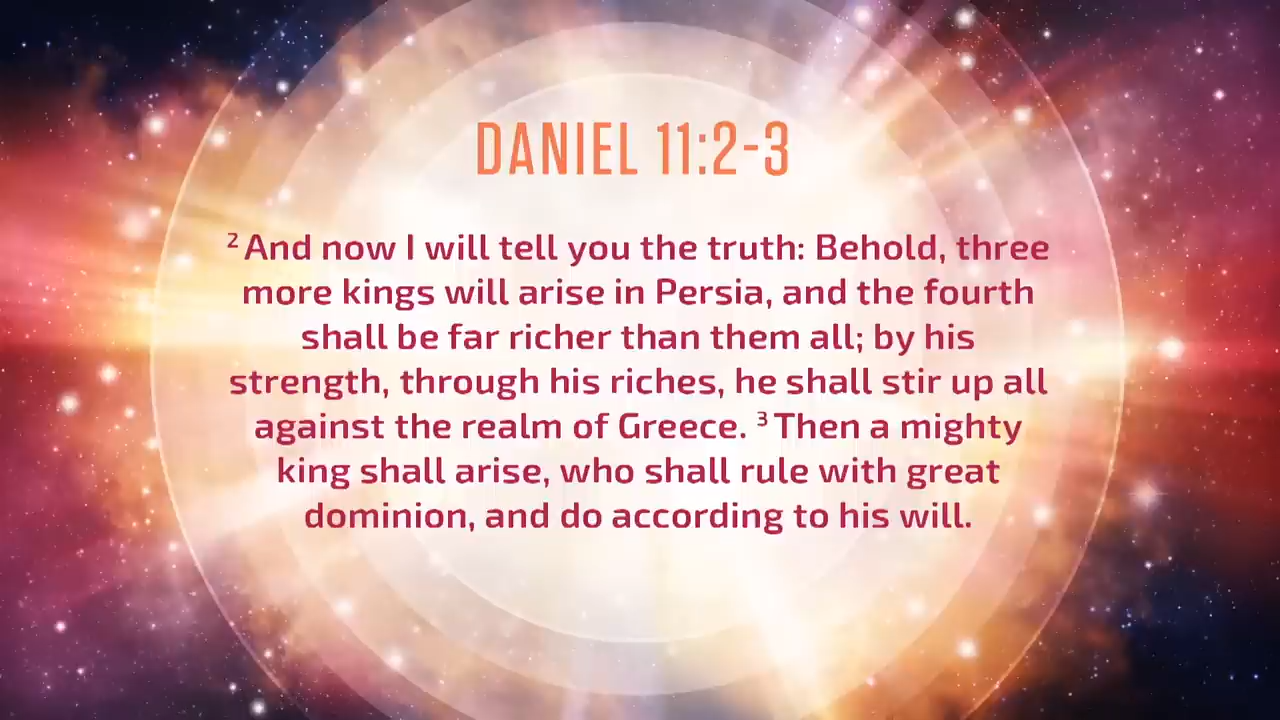 DANIEL 11:2-3
² And now I will tell you the truth: Behold, three
more kings will arise in Persia, and the fourth
shall be far richer than them all; by his
strength, through his riches, he shall stir up all
against the realm of Greece. ³ Then a mighty
king shall arise, who shall rule with great
dominion, and do according to his will.